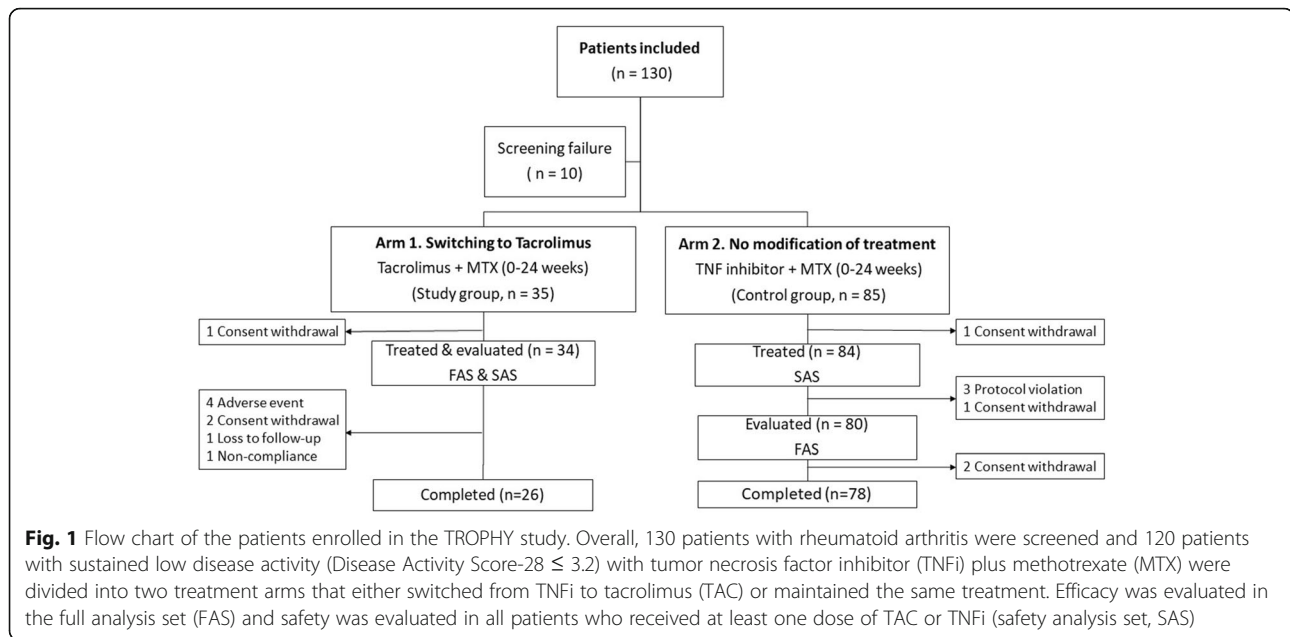 Patients included
(n = 130)
Screening failure
( n = 10)
Arm 1. Switching to Tacrolimus
Tacrolimus + MTX (0-24 weeks)
(Study group, n = 35)
Arm 2. No modification of treatment
TNF inhibitor + MTX (0-24 weeks)
(Control group, n = 85)
1 Consent withdrawal
Treated & evaluated (n = 34)
FAS & SAS
4 Adverse event
2 Consent withdrawal
1 Loss to follow-up
1 Non-compliance
Completed (n=26)
1 Consent withdrawal
Treated (n = 84)
SAS
3 Protocol violation
1 Consent withdrawal
Evaluated (n = 80)
FAS
2 Consent withdrawal
Completed (n=78)
Fig. 1 Flow chart of the patients enrolled in the TROPHY study. Overall, 130 patients with rheumatoid arthritis were screened and 120 patients
with sustained low disease activity (Disease Activity Score-28 ≤ 3.2) with tumor necrosis factor inhibitor (TNFi) plus methotrexate (MTX) were
divided into two treatment arms that either switched from TNFi to tacrolimus (TAC) or maintained the same treatment. Efficacy was evaluated in
the full analysis set (FAS) and safety was evaluated in all patients who received at least one dose of TAC or TNFi (safety analysis set, SAS)